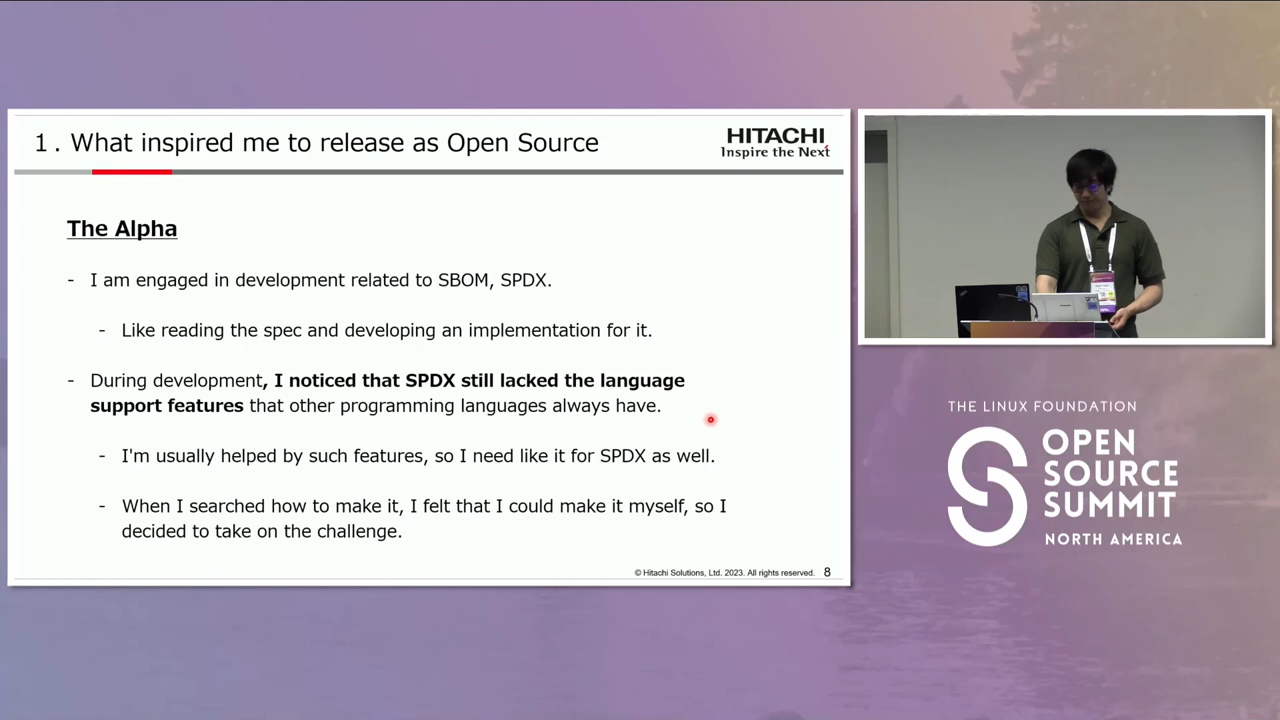 1. What inspired me to release as Open Source
HITACHI
Inspire the Next
The Alpha
- I am engaged in development related to SBOM, SPDX.
- Like reading the spec and developing an implementation for it.
- During development, I noticed that SPDX still lacked the language
support features that other programming languages always have.
- I'm usually helped by such features, so I need like it for SPDX as well.
- When I searched how to make it, I felt that I could make it myself, so I
decided to take on the challenge.
© Hitachi Solutions, Ltd. 2023. All rights reserved. 8
THE LINUX FOUNDATION
OPEN
SOURCE
SUMMIT
NORTH AMERICA